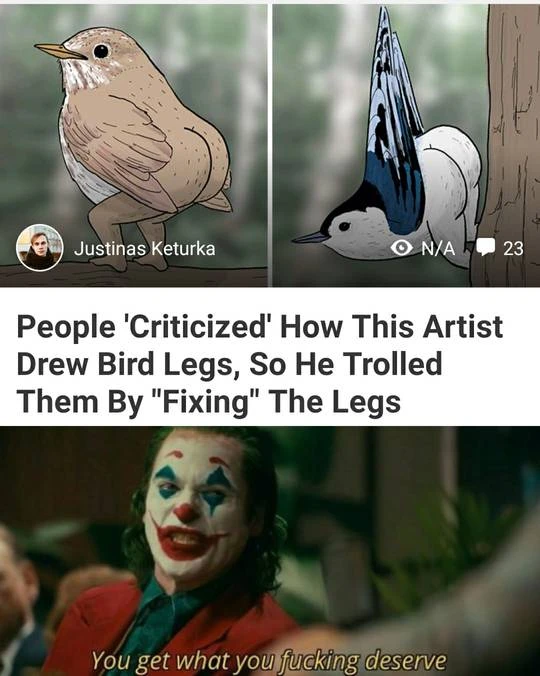 Justinas Keturka
N/A
23
People 'Criticized' How This Artist
Drew Bird Legs, So He Trolled
Them By "Fixing" The Legs
You get what you fucking deserve